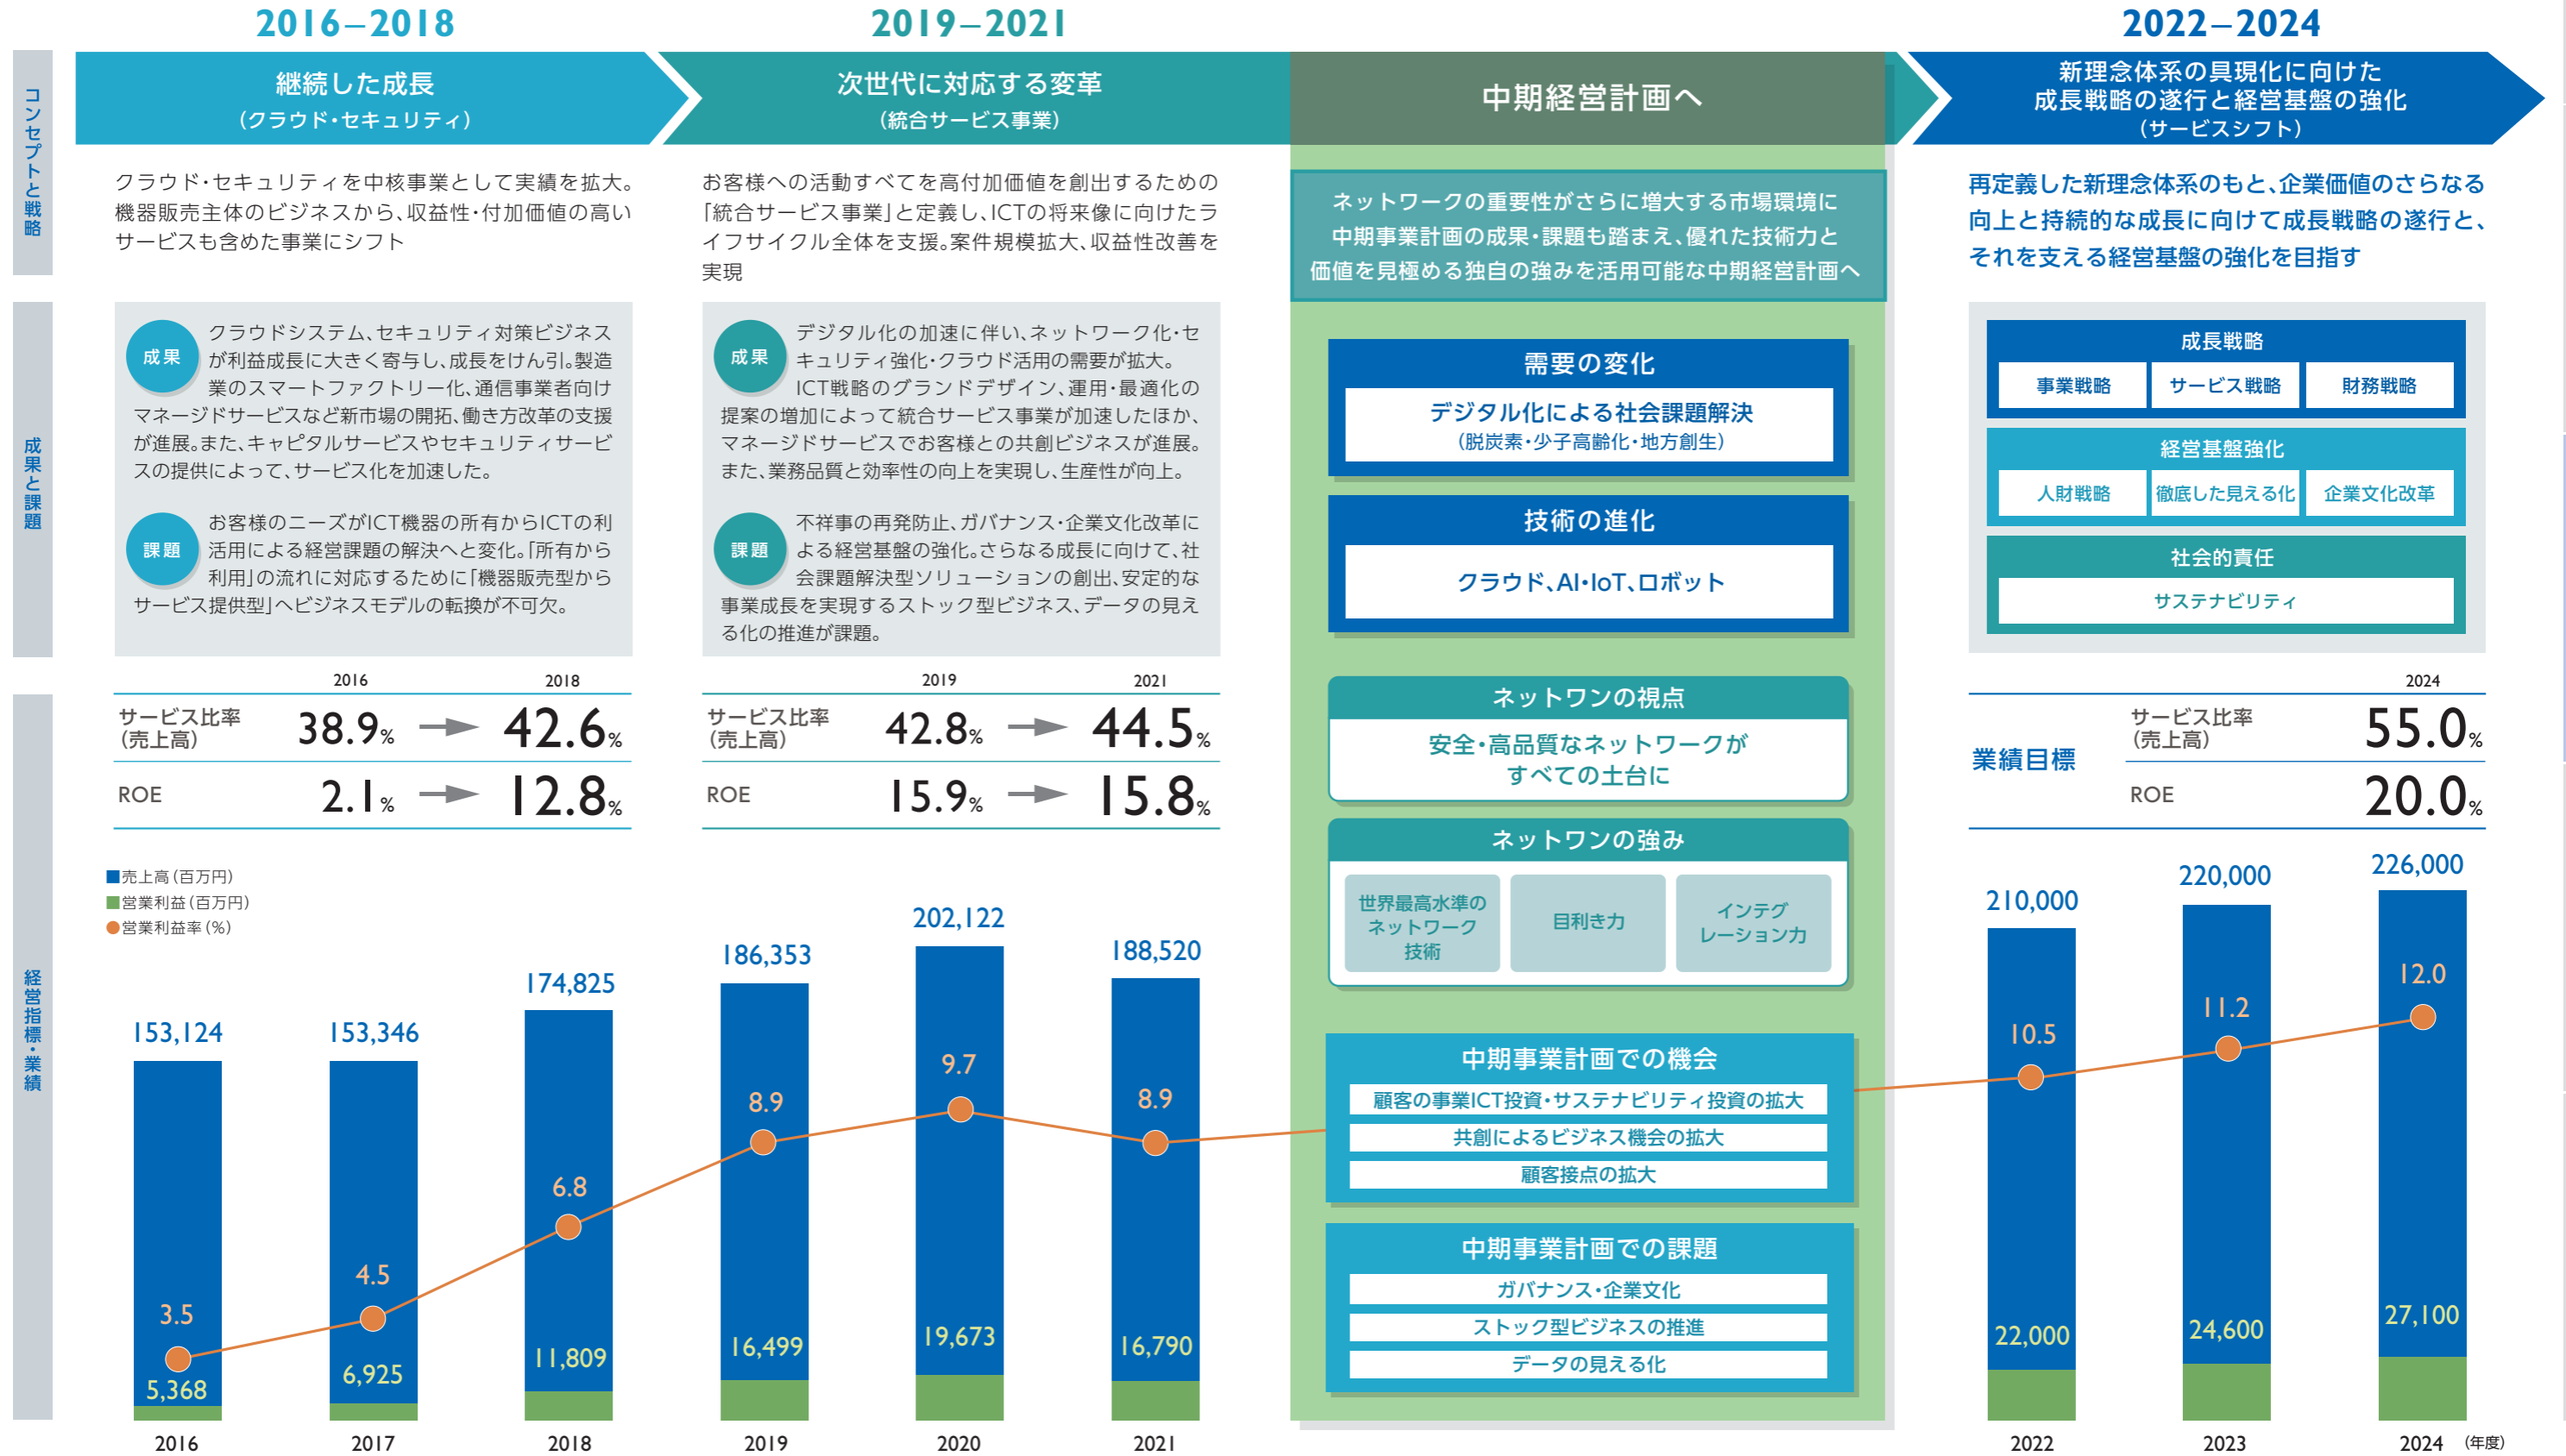 2016–2018
2019–2021
2022–2024
コンセプトと戦略
継続した成長
（クラウド・セキュリティ）
次世代に対応する変革
（統合サービス事業）
中期経営計画へ
新理念体系の具現化に向けた
成長戦略の遂行と経営基盤の強化
（サービスシフト）
クラウド・セキュリティを中核事業として実績を拡大。
機器販売主体のビジネスから、収益性・付加価値の高い
サービスも含めた事業にシフト
お客様への活動すべてを高付加価値を創出するための
「統合サービス事業」と定義し、ICTの将来像に向けたラ
イフサイクル全体を支援。案件規模拡大、収益性改善を
実現
ネットワークの重要性がさらに増大する市場環境に
中期事業計画の成果・課題も踏まえ、優れた技術力と
価値を見極める独自の強みを活用可能な中期経営計画へ
再定義した新理念体系のもと、企業価値のさらなる
向上と持続的な成長に向けて成長戦略の遂行と、
それを支える経営基盤の強化を目指す
成果と課題
成果
クラウドシステム、セキュリティ対策ビジネス
が利益成長に大きく寄与し、成長をけん引。製造
業のスマートファクトリー化、通信事業者向け
マネージドサービスなど新市場の開拓、働き方改革の支援
が進展。また、キャピタルサービスやセキュリティサービ
スの提供によって、サービス化を加速した。
課題
お客様のニーズがICT機器の所有からICTの利
活用による経営課題の解決へと変化。「所有から
利用」の流れに対応するために「機器販売型から
サービス提供型」へビジネスモデルの転換が不可欠。
成果
デジタル化の加速に伴い、ネットワーク化・セ
キュリティ強化・クラウド活用の需要が拡大。
ICT戦略のグランドデザイン、運用・最適化の
提案の増加によって統合サービス事業が加速したほか、
マネージドサービスでお客様との共創ビジネスが進展。
また、業務品質と効率性の向上を実現し、生産性が向上。
課題
不祥事の再発防止、ガバナンス・企業文化改革に
よる経営基盤の強化。さらなる成長に向けて、社
会課題解決型ソリューションの創出、安定的な
事業成長を実現するストック型ビジネス、データの見え
る化の推進が課題。
需要の変化
デジタル化による社会課題解決
（脱炭素・少子高齢化・地方創生）
技術の進化
クラウド、AI・IoT、ロボット
成長戦略
事業戦略 サービス戦略 財務戦略
経営基盤強化
人財戦略 徹底した見える化 企業文化改革
社会的責任
サステナビリティ
経営指標・業績
2016 2018
サービス比率
（売上高）
38.9% 42.6%
ROE 2.1% 12.8%
2019 2021
サービス比率
（売上高）
42.8% 44.5%
ROE 15.9% 15.8%
ネットワンの視点
安全・高品質なネットワークが
すべての土台に
ネットワンの強み
世界最高水準の
ネットワーク
技術
目利き力
インテグ
レーション力
2024
業績目標
サービス比率
（売上高）
55.0%
ROE 20.0%
売上高（百万円）
営業利益（百万円）
営業利益率（%）
153,124
3.5
5,368
2016
153,346
4.5
6,925
2017
174,825
6.8
11,809
2018
186,353
8.9
16,499
2019
202,122
9.7
19,673
2020
188,520
8.9
16,790
2021
中期事業計画での機会
顧客の事業ICT投資・サステナビリティ投資の拡大
共創によるビジネス機会の拡大
顧客接点の拡大
中期事業計画での課題
ガバナンス・企業文化
ストック型ビジネスの推進
データの見える化
210,000
10.5
22,000
2022
220,000
11.2
24,600
2023
226,000
12.0
27,100
2024 （年度）